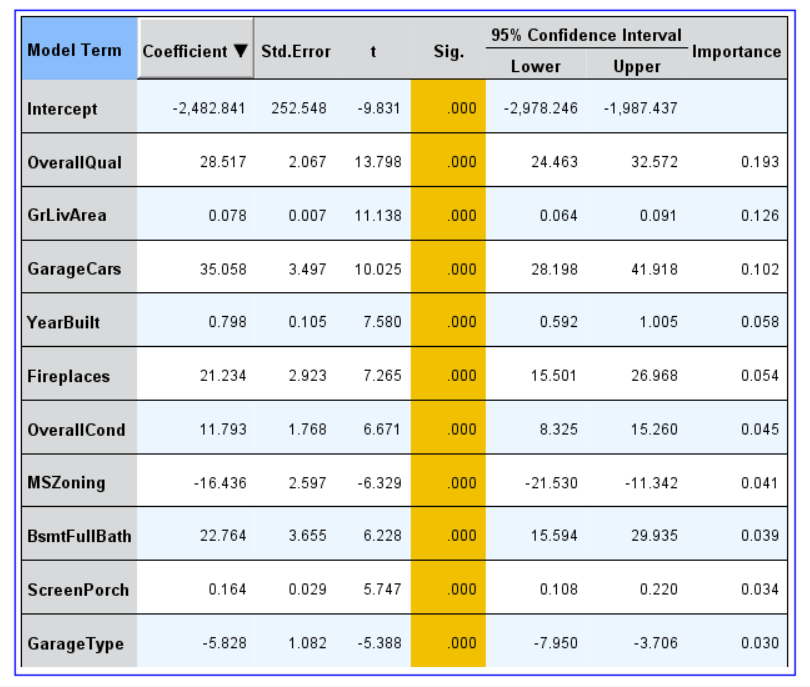 Model Term Coefficient ▼ Std.Error t Sig. 95% Confidence Interval Importance
Lower Upper
Intercept -2,482.841 252.548 -9.831 .000 -2,978.246 -1,987.437
OverallQual 28.517 2.067 13.798 .000 24.463 32.572 0.193
GrLivArea 0.078 0.007 11.138 .000 0.064 0.091 0.126
GarageCars 35.058 3.497 10.025 .000 28.198 41.918 0.102
YearBuilt 0.798 0.105 7.580 .000 0.592 1.005 0.058
Fireplaces 21.234 2.923 7.265 .000 15.501 26.968 0.054
OverallCond 11.793 1.768 6.671 .000 8.325 15.260 0.045
MSZoning -16.436 2.597 -6.329 .000 -21.530 -11.342 0.041
BsmtFullBath 22.764 3.655 6.228 .000 15.594 29.935 0.039
ScreenPorch 0.164 0.029 5.747 .000 0.108 0.220 0.034
GarageType -5.828 1.082 -5.388 .000 -7.950 -3.706 0.030